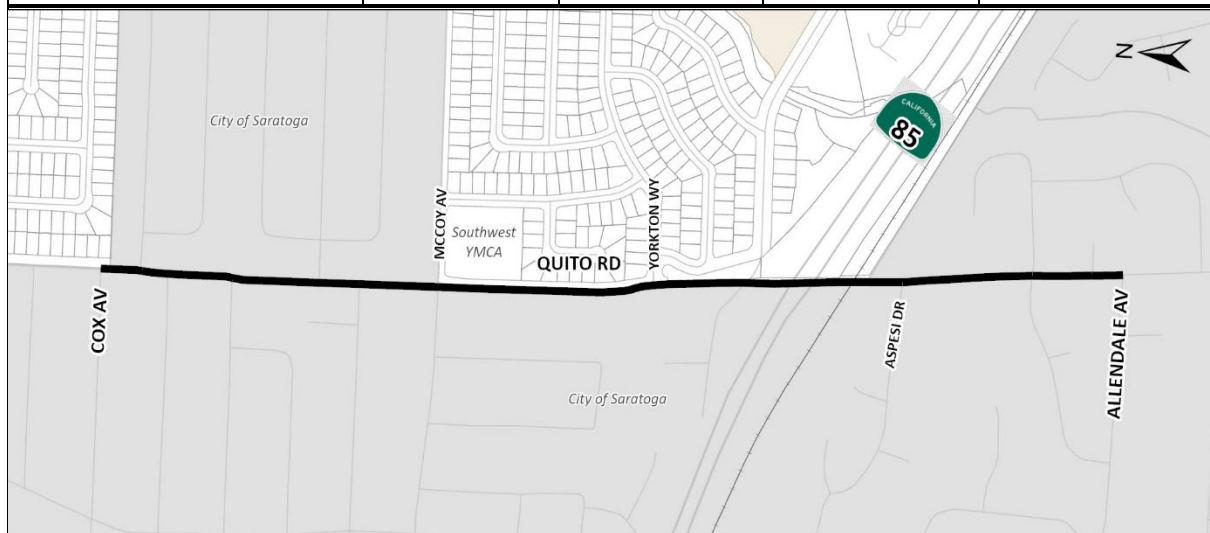 N
City of Saratoga
CALIFORNIA
85
MCCOY AV
Southwest
YMCA
YORKTON WY
QUITO RD
COX AV
ASPESI DR
ALLENDALE AV
City of Saratoga